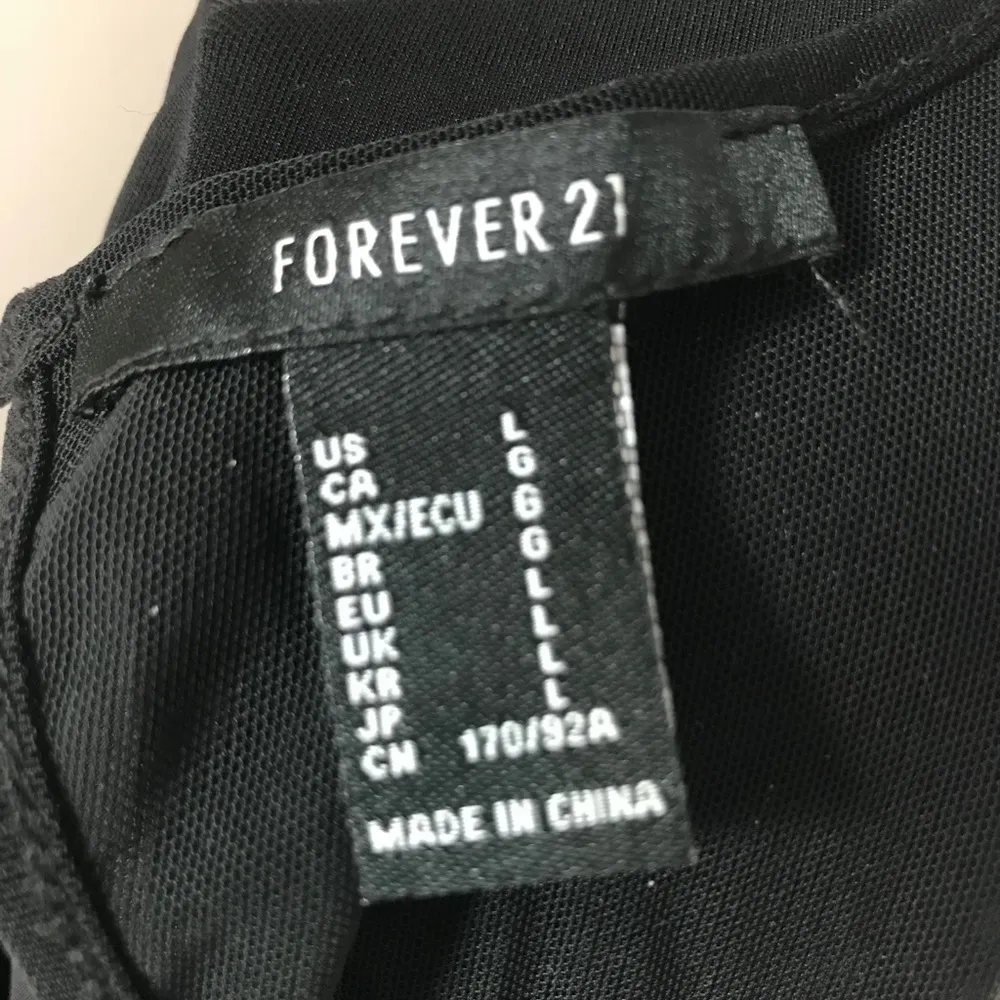 FOREVER 21
US L
CA G
MX/ECU G
BR G
EU L
UK L
KR L
JP L
CN 170/92A
MADE IN CHINA